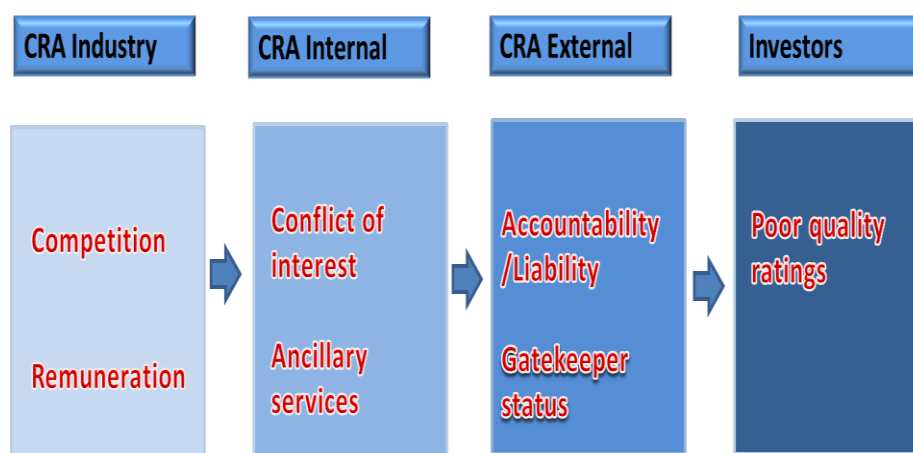 CRA Industry
CRA Internal
CRA External
Investors
Competition
Remuneration
Conflict of
interest
Ancillary
services
Accountability
/Liability
Gatekeeper
status
Poor quality
ratings